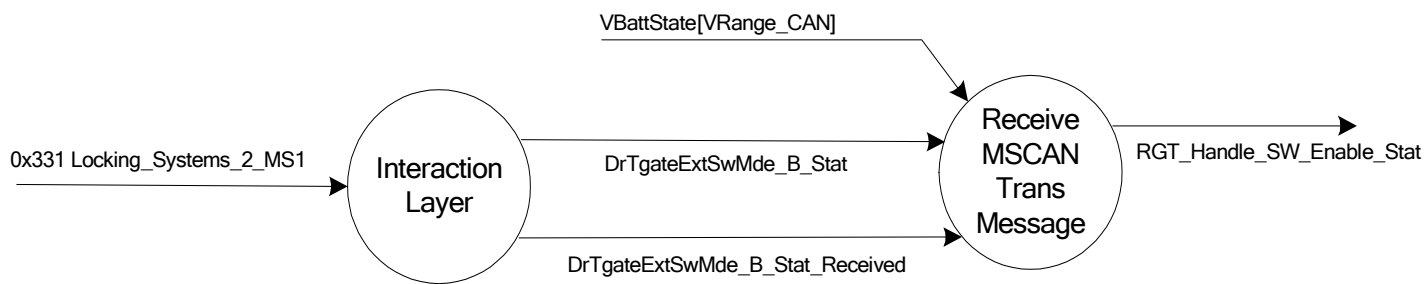 VBattState[VRange_CAN]
0x331 Locking_Systems_2_MS1
Interaction
Layer
DrTgateExtSwMde_B_Stat
DrTgateExtSwMde_B_Stat_Received
Receive
MSCAN
Trans
Message
RGT_Handle_SW_Enable_Stat